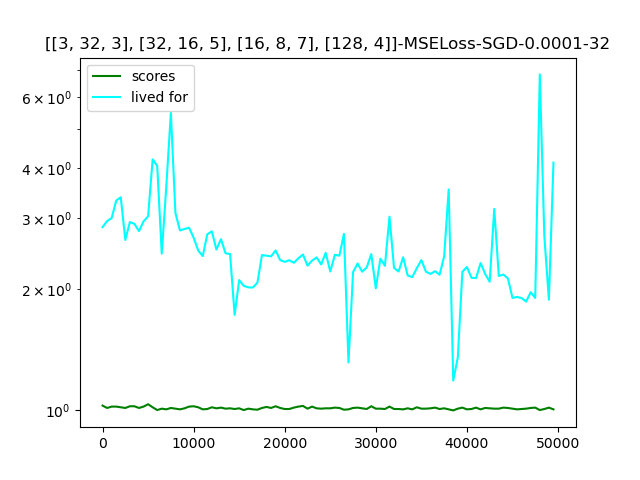 [[3, 32, 3], [32, 16, 5], [16, 8, 7], [128, 4]]-MSELoss-SGD-0.0001-32
scores
lived for
6 × 10⁰
4 × 10⁰
3 × 10⁰
2 × 10⁰
10⁰
0 10000 20000 30000 40000 50000